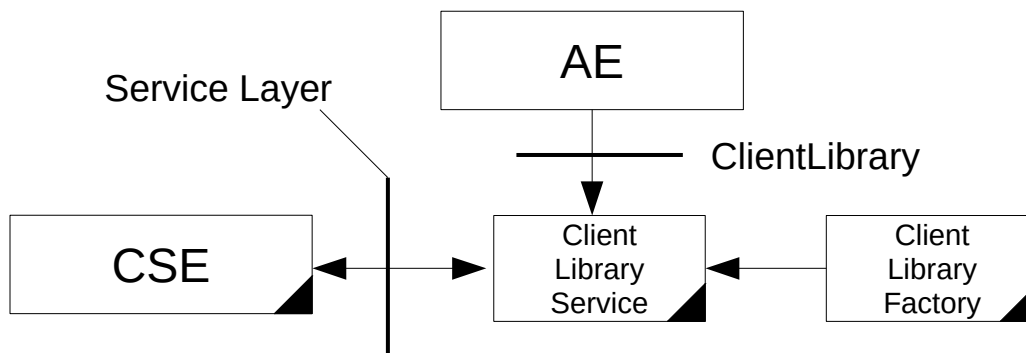 AE
Service Layer
ClientLibrary
CSE
Client
Library
Service
Client
Library
Factory